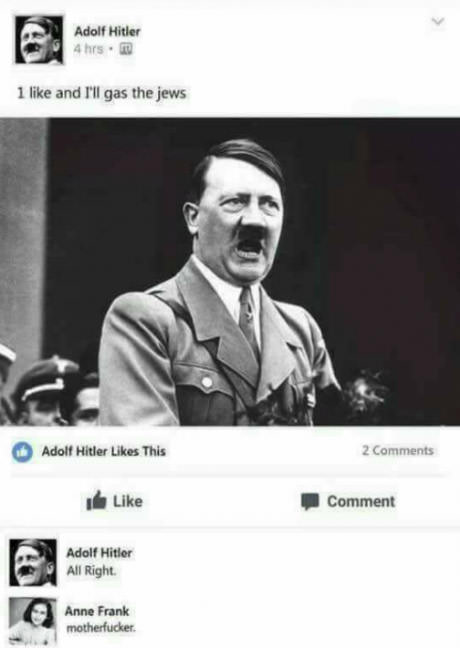 Adolf Hitler
4 hrs ·
1 like and I'll gas the jews
Adolf Hitler Likes This
2 Comments
Like
Comment
Adolf Hitler
All Right.
Anne Frank
motherfucker.